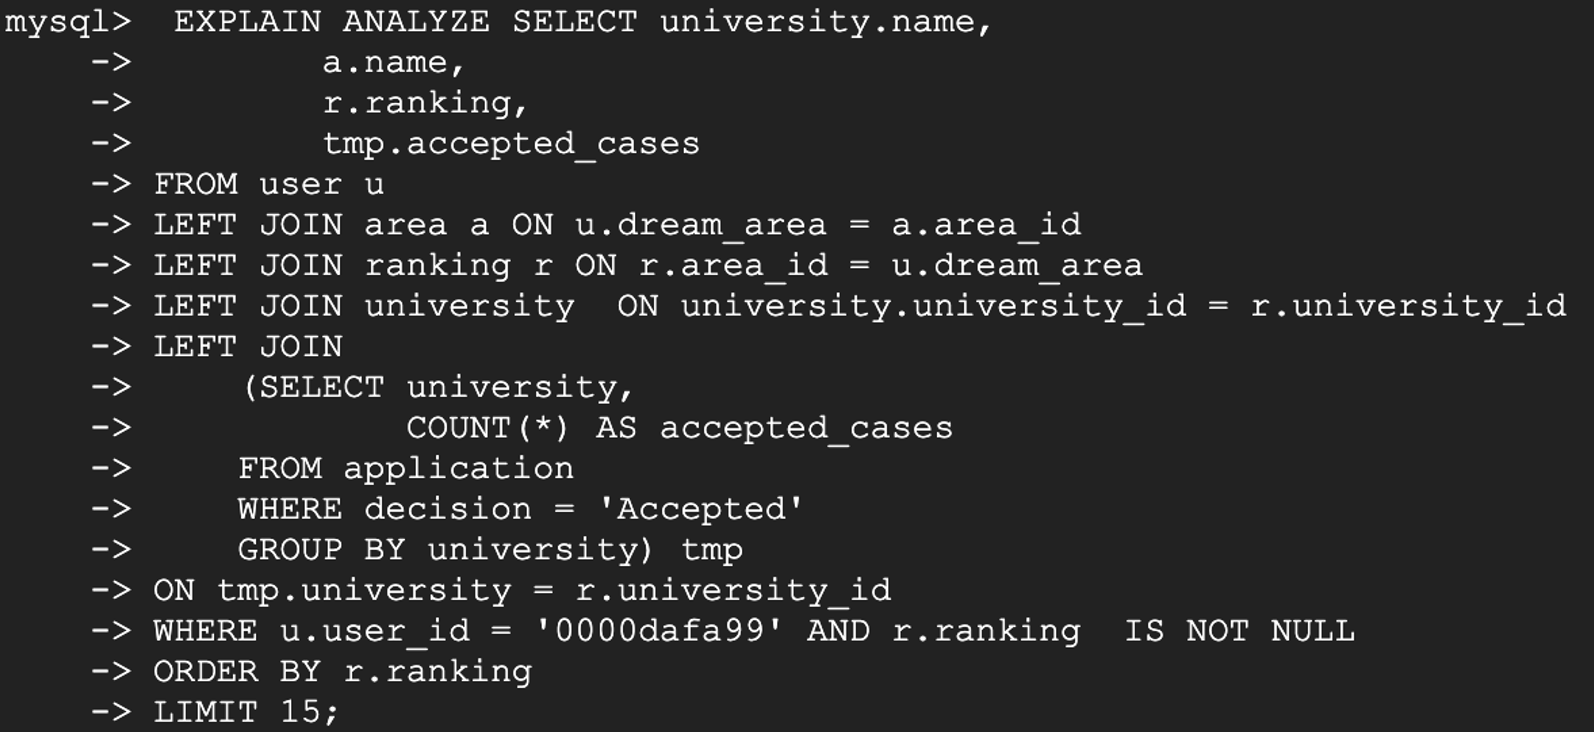 mysql>  EXPLAIN ANALYZE SELECT university.name,
    ->         a.name,
    ->         r.ranking,
    ->         tmp.accepted_cases
    -> FROM user u
    -> LEFT JOIN area a ON u.dream_area = a.area_id
    -> LEFT JOIN ranking r ON r.area_id = u.dream_area
    -> LEFT JOIN university  ON university.university_id = r.university_id
    -> LEFT JOIN
    ->     (SELECT university,
    ->             COUNT(*) AS accepted_cases
    ->     FROM application
    ->     WHERE decision = 'Accepted'
    ->     GROUP BY university) tmp
    -> ON tmp.university = r.university_id
    -> WHERE u.user_id = '0000dafa99' AND r.ranking  IS NOT NULL
    -> ORDER BY r.ranking
    -> LIMIT 15;